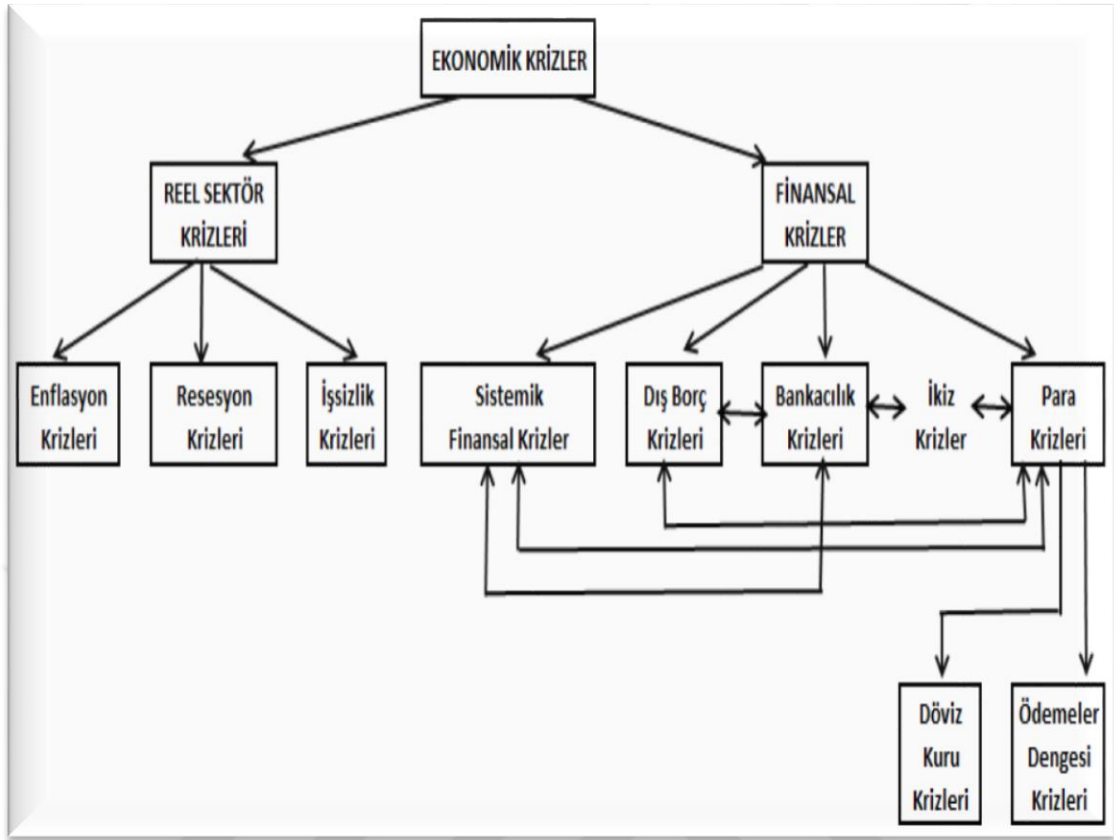 EKONOMİK KRİZLER
REEL SEKTÖR
KRİZLERİ
FİNANSAL
KRİZLER
Enflasyon
Krizleri
Resesyon
Krizleri
İşsizlik
Krizleri
Sistemik
Finansal Krizler
Dış Borç
Krizleri
Bankacılık
Krizleri
İkiz
Krizler
Para
Krizleri
Döviz
Kuru
Krizleri
Ödemeler
Dengesi
Krizleri